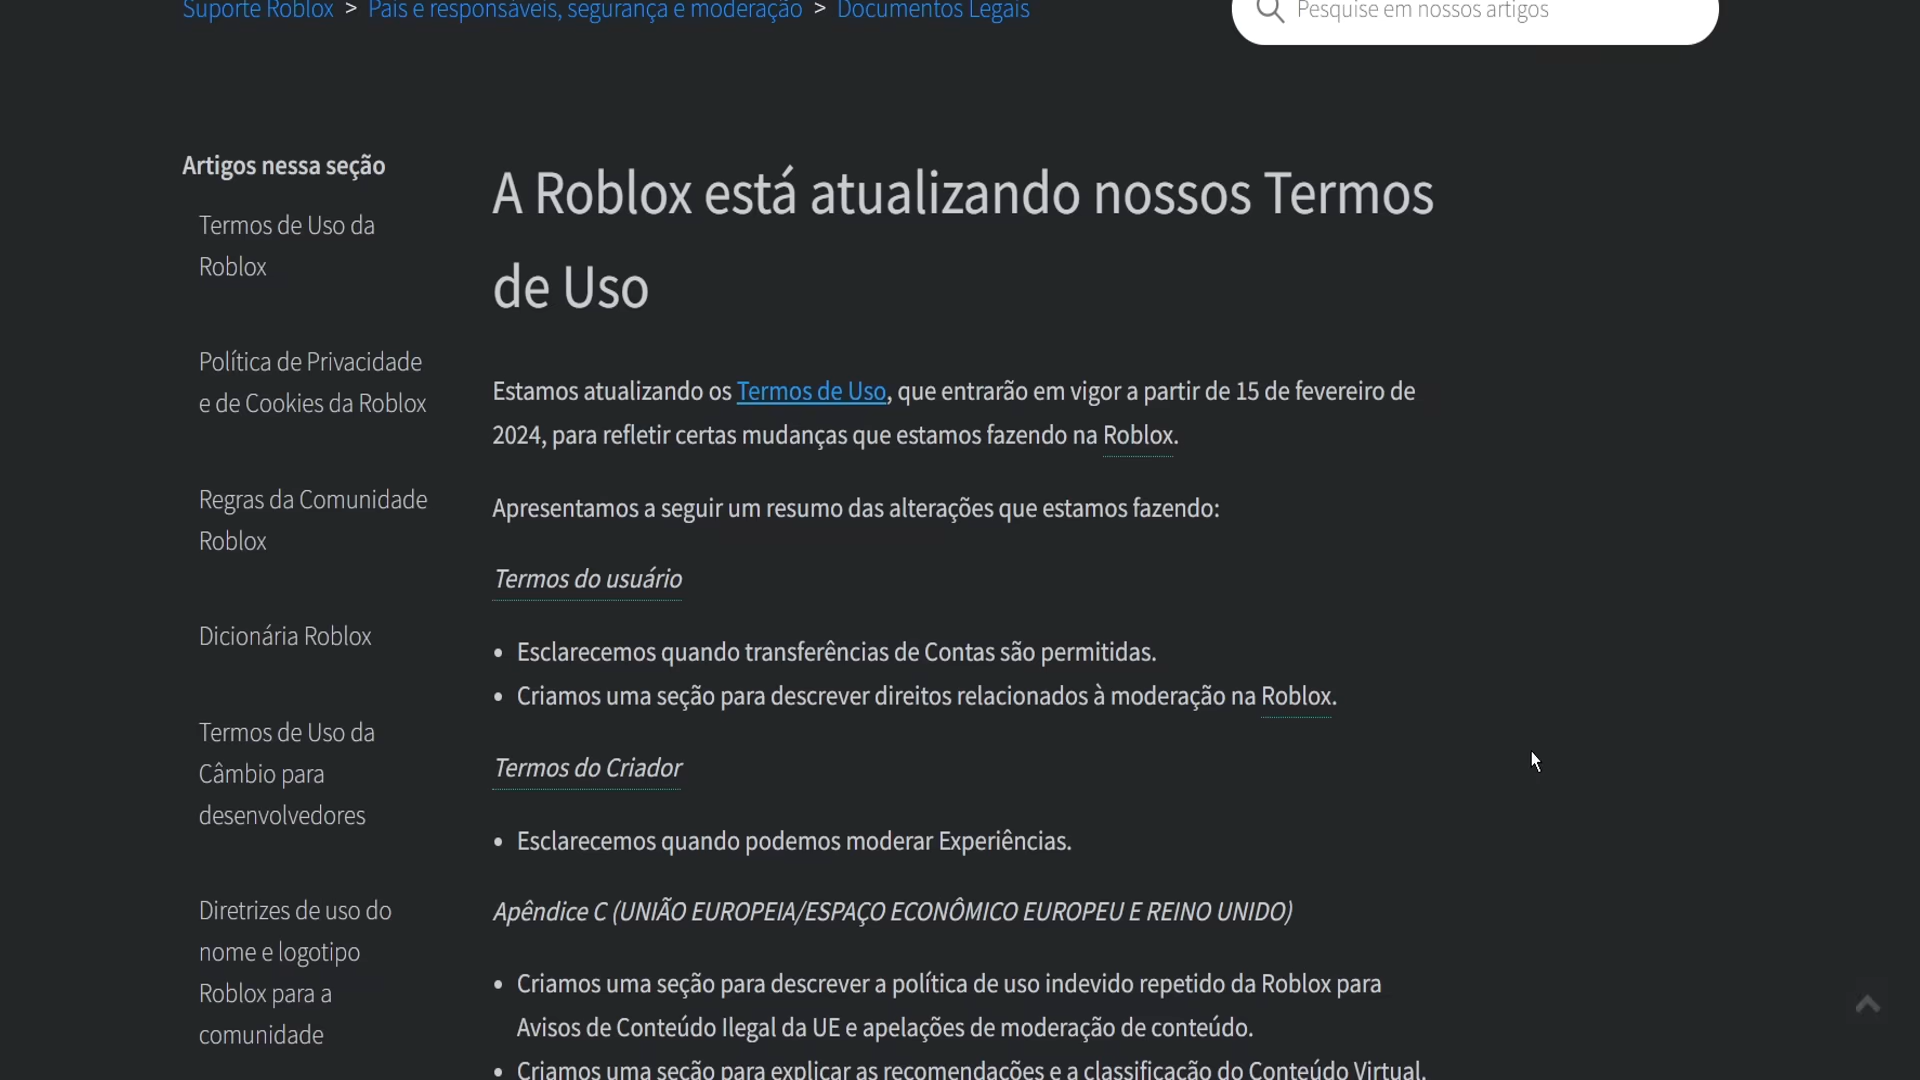 Suporte Roblox > Pais e responsáveis, segurança e moderação > Documentos Legais
Pesquise em nossos artigos
Artigos nessa seção
Termos de Uso da
Roblox
Política de Privacidade
e de Cookies da Roblox
Regras da Comunidade
Roblox
Dicionária Roblox
Termos de Uso da
Câmbio para
desenvolvedores
Diretrizes de uso do
nome e logotipo
Roblox para a
comunidade
A Roblox está atualizando nossos Termos
de Uso
Estamos atualizando os Termos de Uso, que entrarão em vigor a partir de 15 de fevereiro de
2024, para refletir certas mudanças que estamos fazendo na Roblox.
Apresentamos a seguir um resumo das alterações que estamos fazendo:
Termos do usuário
• Esclarecemos quando transferências de Contas são permitidas.
• Criamos uma seção para descrever direitos relacionados à moderação na Roblox.
Termos do Criador
• Esclarecemos quando podemos moderar Experiências.
Apêndice C (UNIÃO EUROPEIA/ESPAÇO ECONÔMICO EUROPEU E REINO UNIDO)
• Criamos uma seção para descrever a política de uso indevido repetido da Roblox para
Avisos de Conteúdo Ilegal da UE e apelações de moderação de conteúdo.
• Criamos uma seção para explicar as recomendações e a classificação do Conteúdo Virtual.